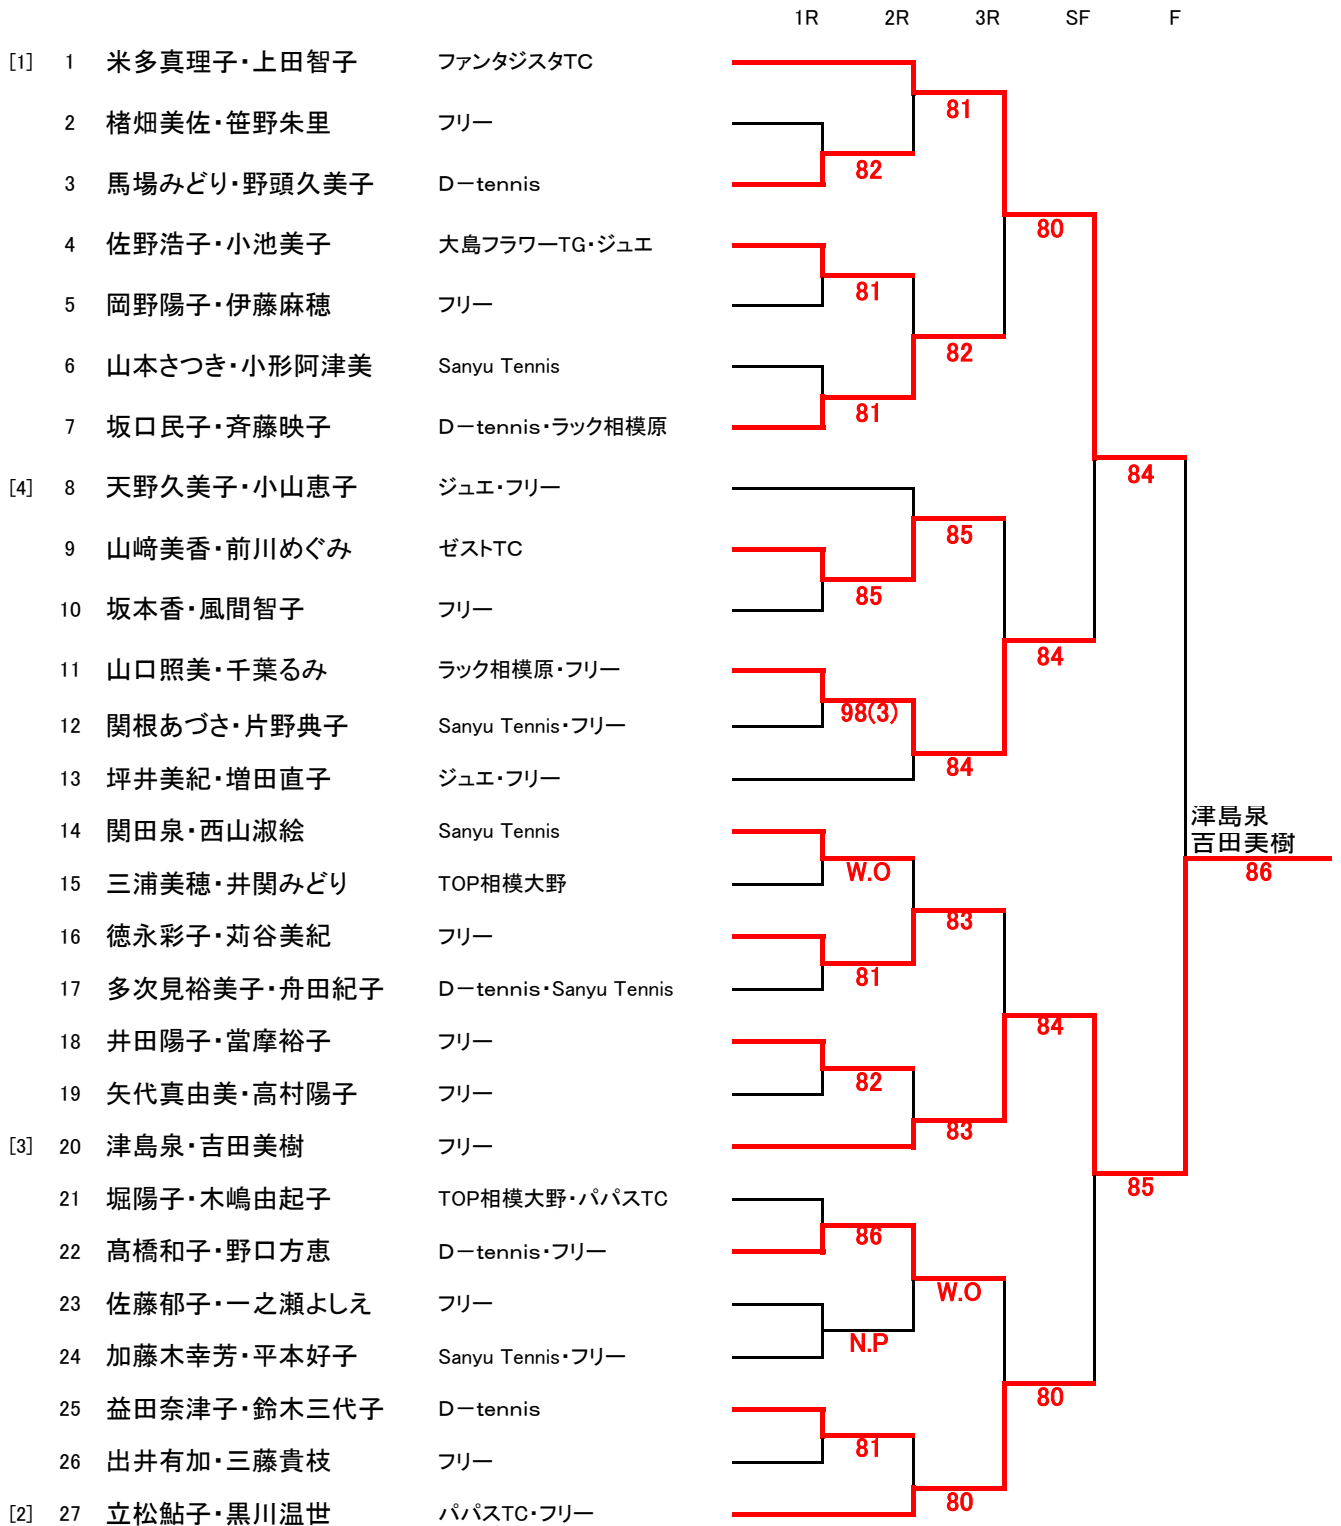 1R 2R 3R SF F
[1] 1 米多真理子・上田智子 ファンタジスタTC
81
2 楮畑美佐・笹野朱里 フリー
82
3 馬場みどり・野頭久美子 D－tennis
80
4 佐野浩子・小池美子 大島フラワーTG・ジュエ
81
5 岡野陽子・伊藤麻穂 フリー
82
6 山本さつき・小形阿津美 Sanyu Tennis
81
7 坂口民子・斉藤映子 D－tennis・ラック相模原
84
[4] 8 天野久美子・小山恵子 ジュエ・フリー
85
9 山﨑美香・前川めぐみ ゼストTC
85
10 坂本香・風間智子 フリー
84
11 山口照美・千葉るみ ラック相模原・フリー
98(3)
12 関根あづさ・片野典子 Sanyu Tennis・フリー
84
13 坪井美紀・増田直子 ジュエ・フリー
津島泉
14 関田泉・西山淑絵 Sanyu Tennis
吉田美樹
W.O 86
15 三浦美穂・井関みどり TOP相模大野
83
16 徳永彩子・苅谷美紀 フリー
81
17 多次見裕美子・舟田紀子 D－tennis・Sanyu Tennis
84
18 井田陽子・當摩裕子 フリー
82
19 矢代真由美・高村陽子 フリー
83
[3] 20 津島泉・吉田美樹 フリー
85
21 堀陽子・木嶋由起子 TOP相模大野・パパスTC
86
22 髙橋和子・野口方恵 D－tennis・フリー
W.O
23 佐藤郁子・一之瀬よしえ フリー
N.P
24 加藤木幸芳・平本好子 Sanyu Tennis・フリー
80
25 益田奈津子・鈴木三代子 D－tennis
81
26 出井有加・三藤貴枝 フリー
80
[2] 27 立松鮎子・黒川温世 パパスTC・フリー